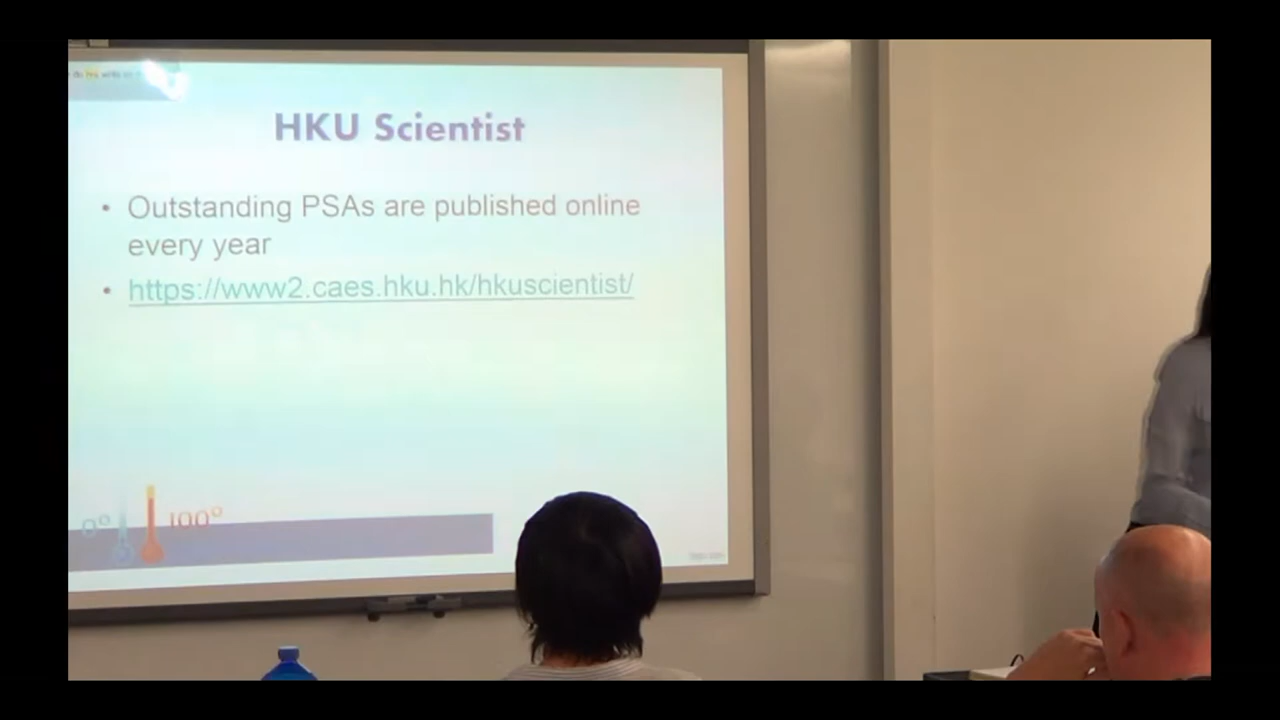 HKU Scientist
• Outstanding PSAs are published online
every year
• https://www2.caes.hku.hk/hkuscientist/
0° 100°